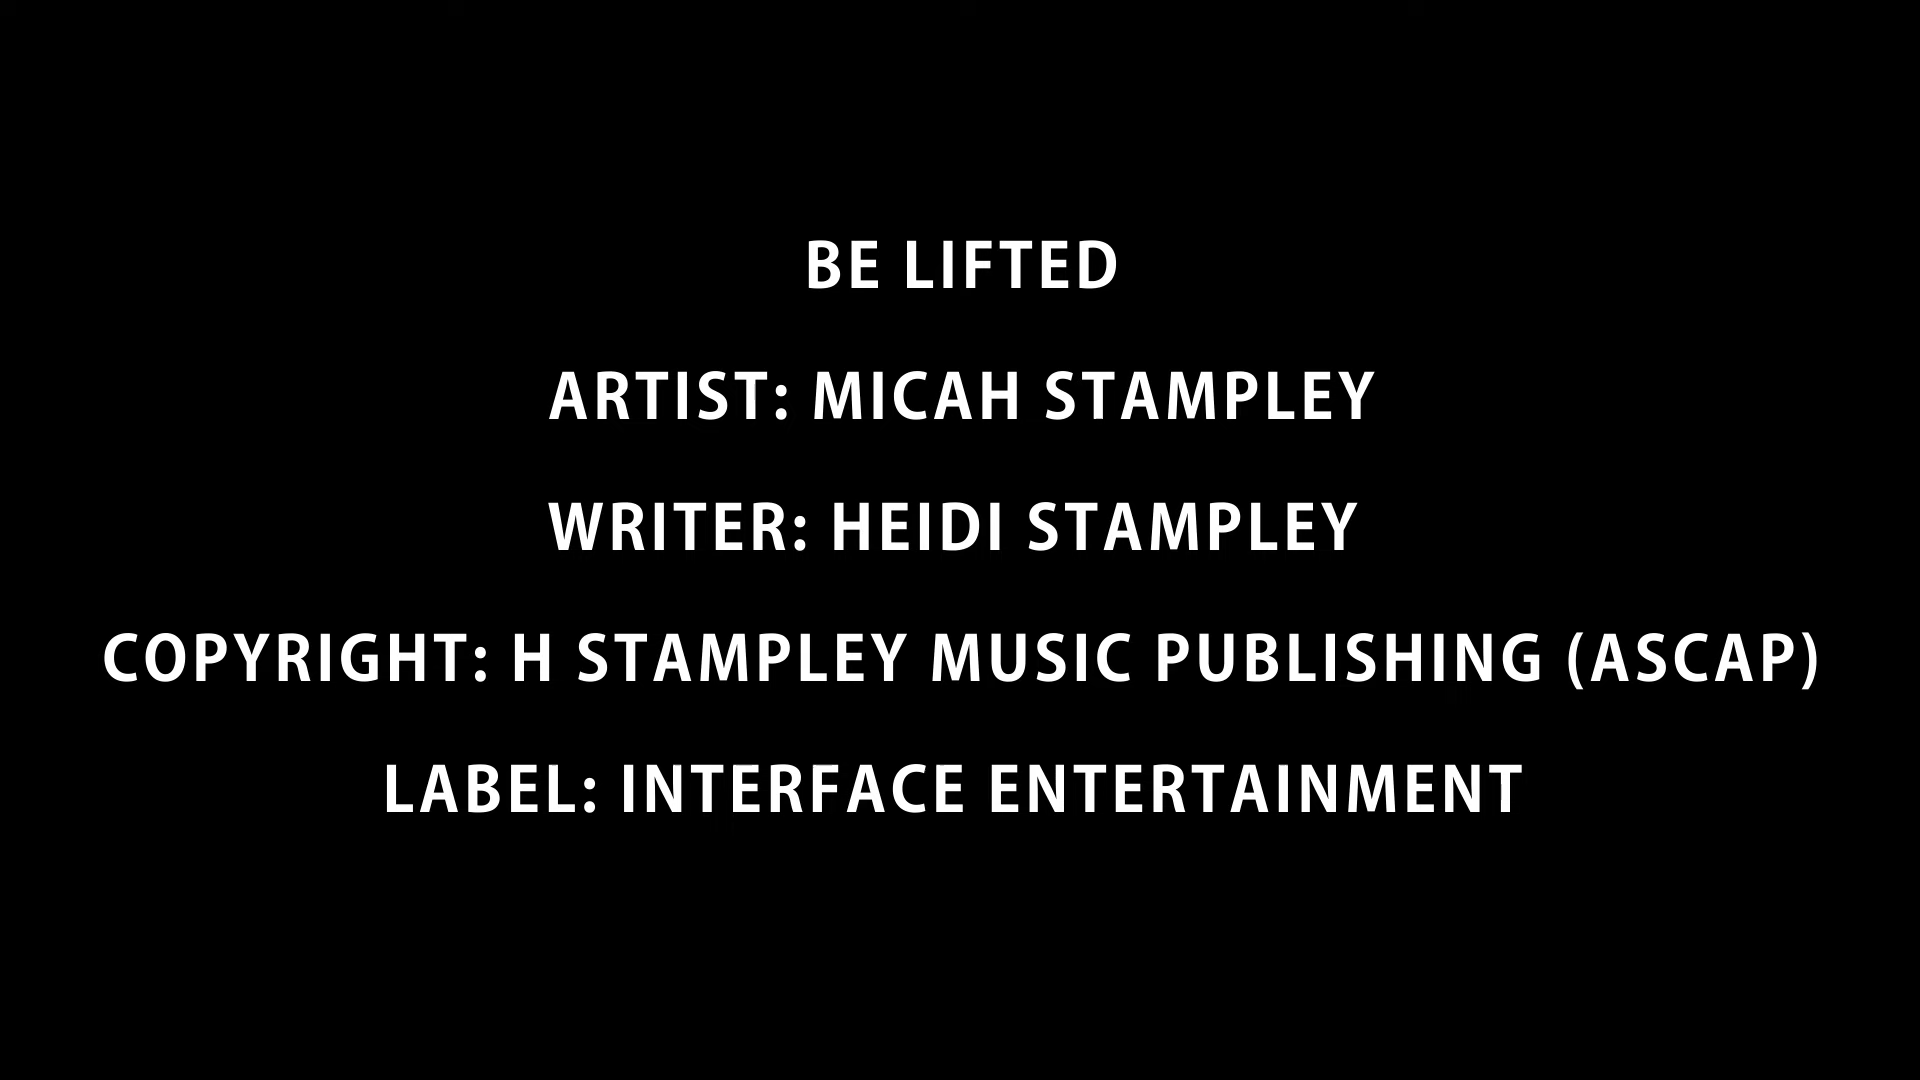 BE LIFTED
ARTIST: MICAH STAMPLEY
WRITER: HEIDI STAMPLEY
COPYRIGHT: H STAMPLEY MUSIC PUBLISHING (ASCAP)
LABEL: INTERFACE ENTERTAINMENT